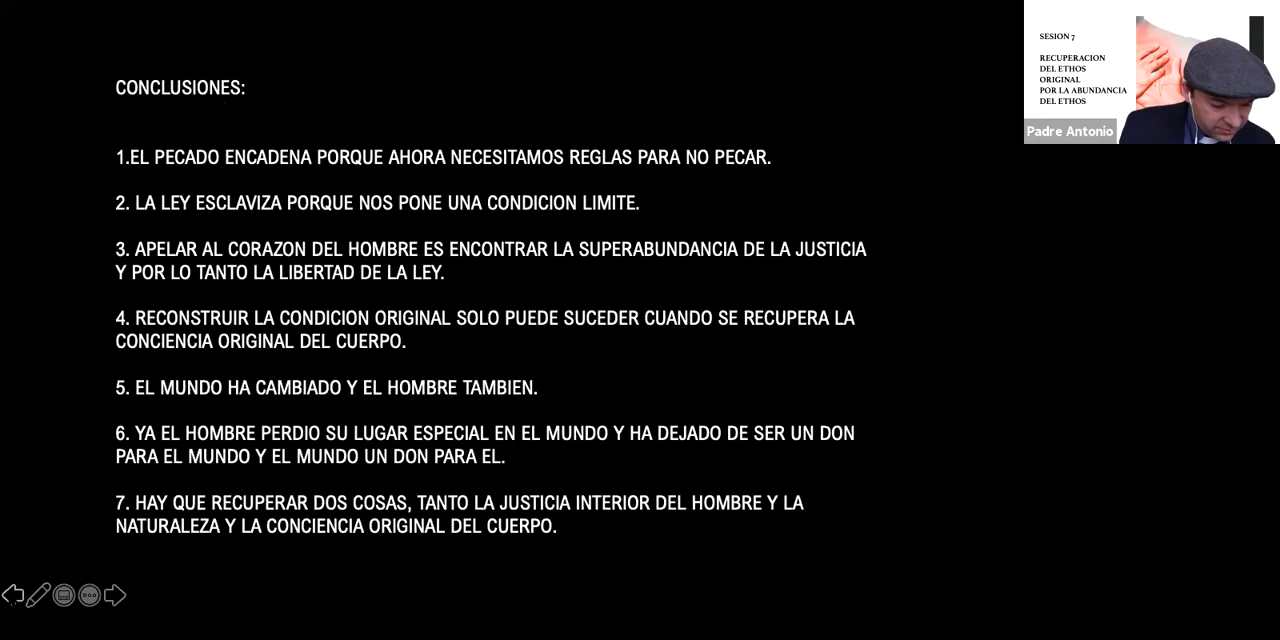 CONCLUSIONES:
1.EL PECADO ENCADENA PORQUE AHORA NECESITAMOS REGLAS PARA NO PECAR.
2. LA LEY ESCLAVIZA PORQUE NOS PONE UNA CONDICION LIMITE.
3. APELAR AL CORAZON DEL HOMBRE ES ENCONTRAR LA SUPERABUNDANCIA DE LA JUSTICIA
Y POR LO TANTO LA LIBERTAD DE LA LEY.
4. RECONSTRUIR LA CONDICION ORIGINAL SOLO PUEDE SUCEDER CUANDO SE RECUPERA LA
CONCIENCIA ORIGINAL DEL CUERPO.
5. EL MUNDO HA CAMBIADO Y EL HOMBRE TAMBIEN.
6. YA EL HOMBRE PERDIO SU LUGAR ESPECIAL EN EL MUNDO Y HA DEJADO DE SER UN DON
PARA EL MUNDO Y EL MUNDO UN DON PARA EL.
7. HAY QUE RECUPERAR DOS COSAS, TANTO LA JUSTICIA INTERIOR DEL HOMBRE Y LA
NATURALEZA Y LA CONCIENCIA ORIGINAL DEL CUERPO.
SESION 7
RECUPERACION
DEL ETHOS
ORIGINAL
POR LA ABUNDANCIA
DEL ETHOS
Padre Antonio